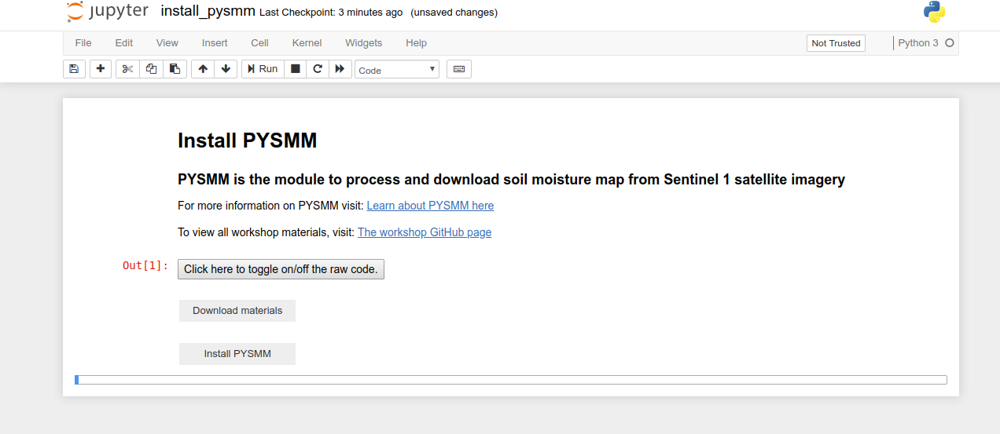 jupyter install_pysmm Last Checkpoint: 3 minutes ago (unsaved changes)
File Edit View Insert Cell Kernel Widgets Help Not Trusted Python 3
Run Code
Install PYSMM
PYSMM is the module to process and download soil moisture map from Sentinel 1 satellite imagery
For more information on PYSMM visit: Learn about PYSMM here
To view all workshop materials, visit: The workshop GitHub page
Out[1]: Click here to toggle on/off the raw code.
Download materials
Install PYSMM